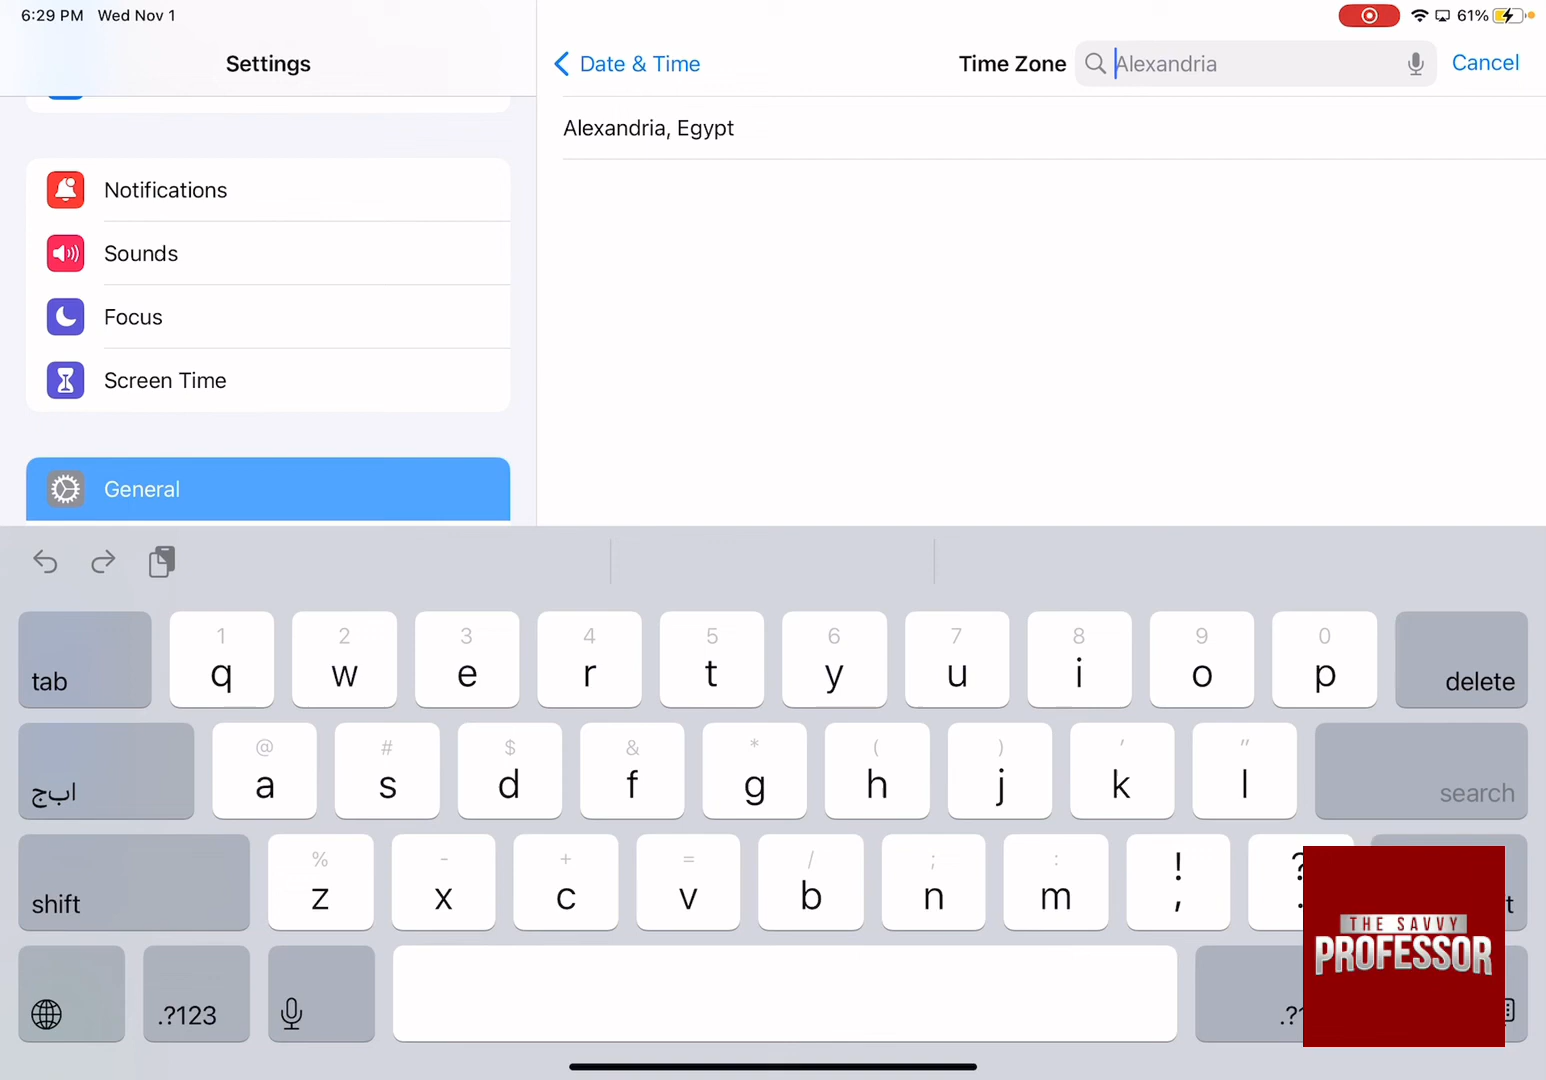 6:29 PM Wed Nov 1
61%
Settings
Date & Time
Time Zone
Alexandria
Cancel
Alexandria, Egypt
Notifications
Sounds
Focus
Screen Time
General
1 2 3 4 5 6 7 8 9 0
tab q w e r t y u i o p delete
@ # $ & * ( ) ' "
ابج a s d f g h j k l search
% - + = / ; : ! ?
shift z x c v b n m , . t
.?123 .?1
THE SAVVY
PROFESSOR